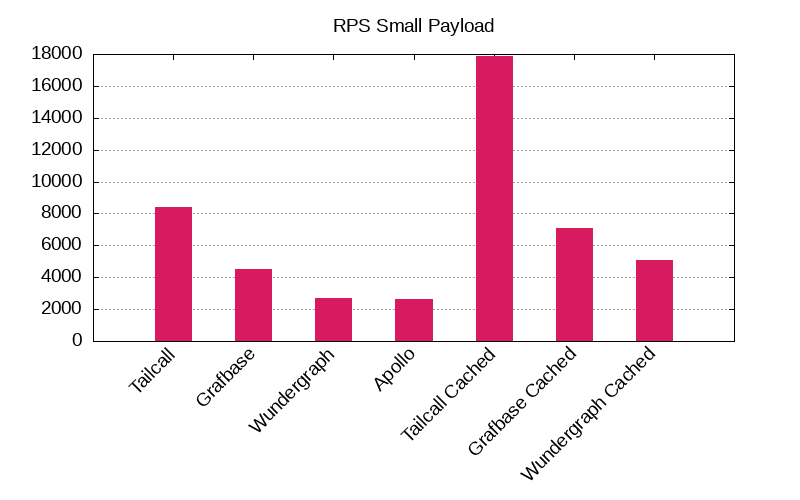 RPS Small Payload
18000
16000
14000
12000
10000
8000
6000
4000
2000
0
Tailcall
Grafbase
Wundergraph
Apollo
Tailcall Cached
Grafbase Cached
Wundergraph Cached